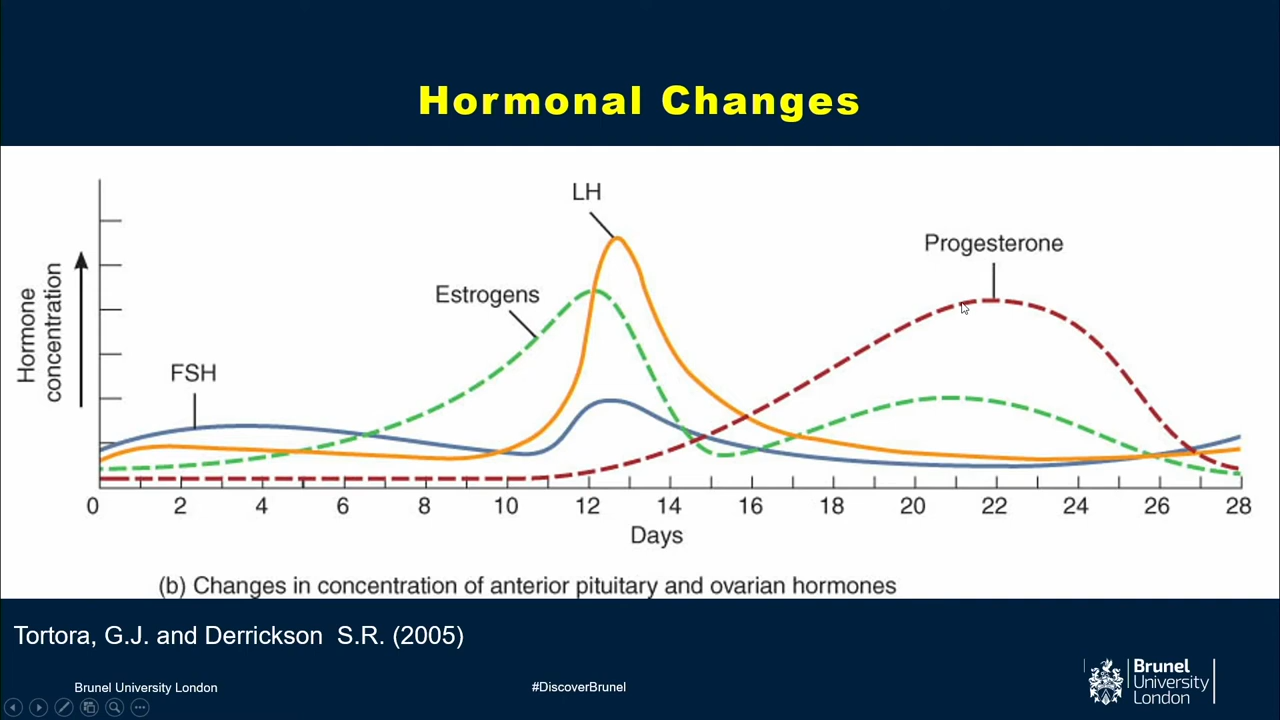 Hormonal Changes
LH
Progesterone
Estrogens
FSH
Hormone
concentration
0 2 4 6 8 10 12 14 16 18 20 22 24 26 28
Days
(b) Changes in concentration of anterior pituitary and ovarian hormones
Tortora, G.J. and Derrickson S.R. (2005)
Brunel University London
#DiscoverBrunel
Brunel
University
London